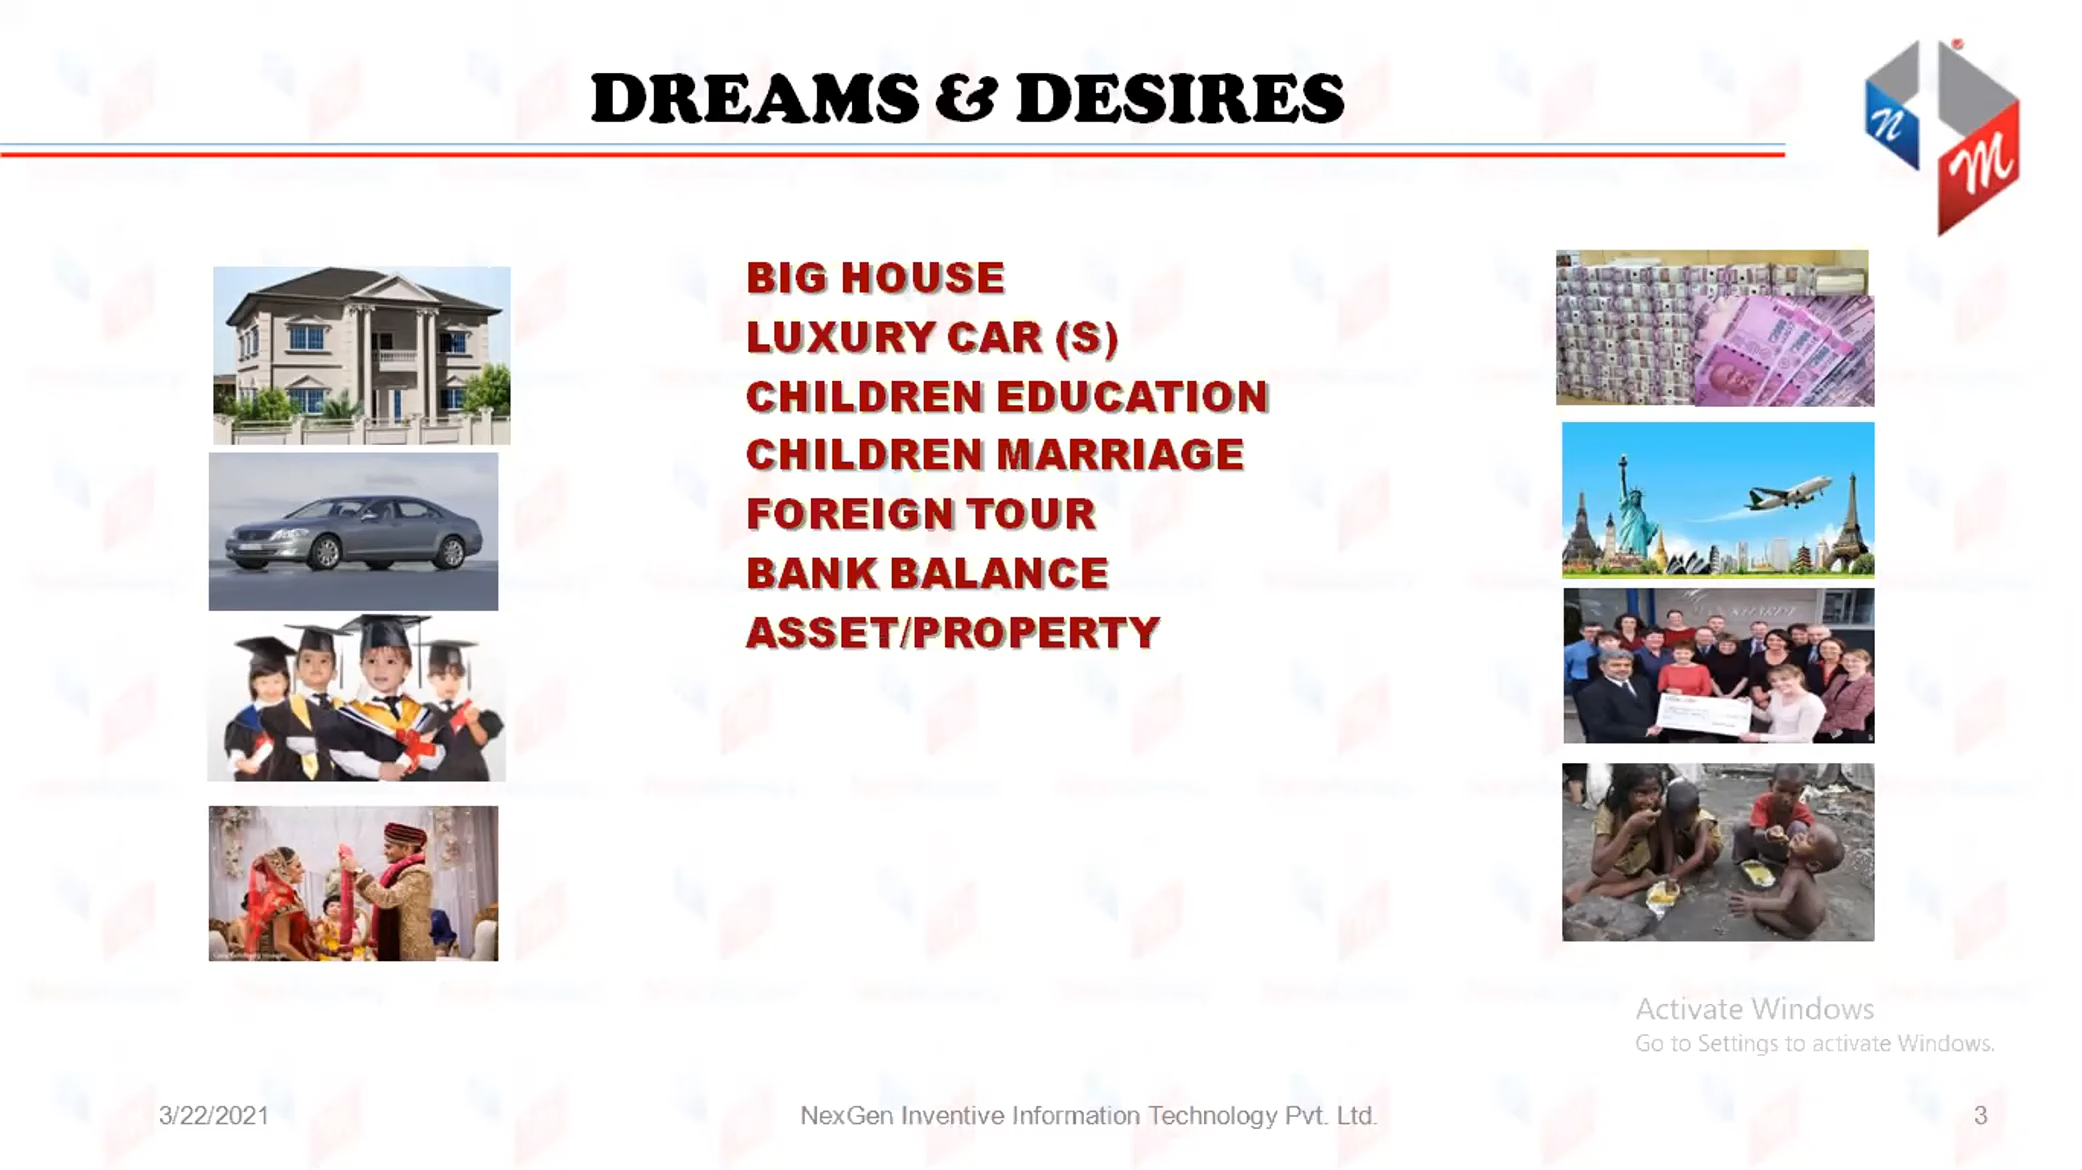 DREAMS & DESIRES
n
M
BIG HOUSE
LUXURY CAR (S)
CHILDREN EDUCATION
CHILDREN MARRIAGE
FOREIGN TOUR
BANK BALANCE
ASSET/PROPERTY
Activate Windows
Go to Settings to activate Windows.
3/22/2021
NexGen Inventive Information Technology Pvt. Ltd.
3